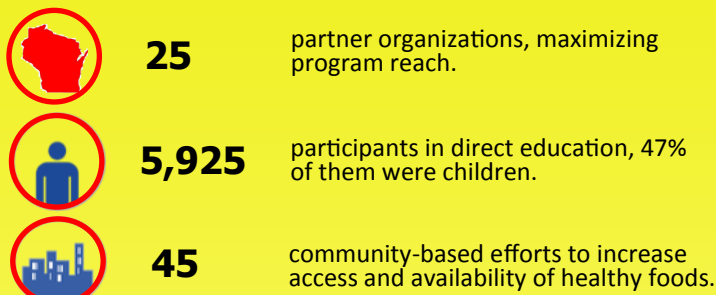 25
partner organizations, maximizing
program reach.
5,925
participants in direct education, 47%
of them were children.
45
community-based efforts to increase
access and availability of healthy foods.